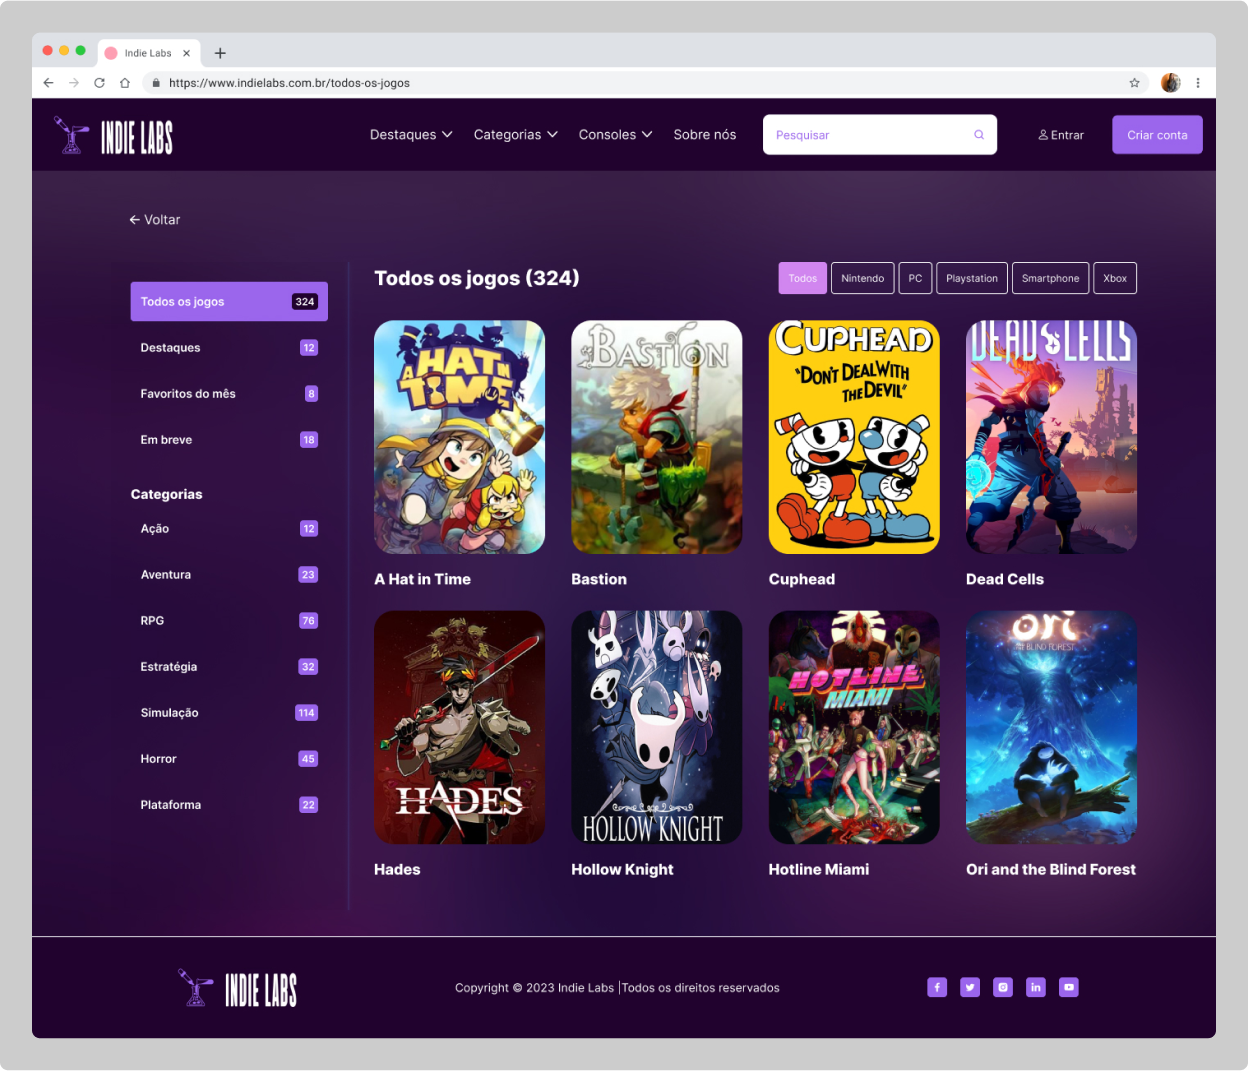 Indie Labs
https://www.indielabs.com.br/todos-os-jogos
INDIE LABS
Destaques
Categorias
Consoles
Sobre nós
Pesquisar
Entrar
Criar conta
Voltar
Todos os jogos 324
Destaques 12
Favoritos do mês 8
Em breve 18
Categorias
Ação 12
Aventura 23
RPG 76
Estratégia 32
Simulação 114
Horror 45
Plataforma 22
Todos os jogos (324)
Todos
Nintendo
PC
Playstation
Smartphone
Xbox
A HAT IN TIME
A Hat in Time
BASTION
Bastion
CUPHEAD
"DON'T DEAL WITH
THE DEVIL"
Cuphead
DEAD CELLS
Dead Cells
HADES
Hades
HOLLOW KNIGHT
Hollow Knight
HOTLINE
MIAMI
Hotline Miami
ori
AND THE BLIND FOREST
Ori and the Blind Forest
INDIE LABS
Copyright © 2023 Indie Labs |Todos os direitos reservados